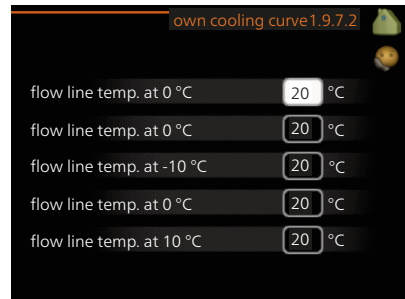 own cooling curve1.9.7.2
flow line temp. at 0 °C 20 °C
flow line temp. at 0 °C 20 °C
flow line temp. at -10 °C 20 °C
flow line temp. at 0 °C 20 °C
flow line temp. at 10 °C 20 °C